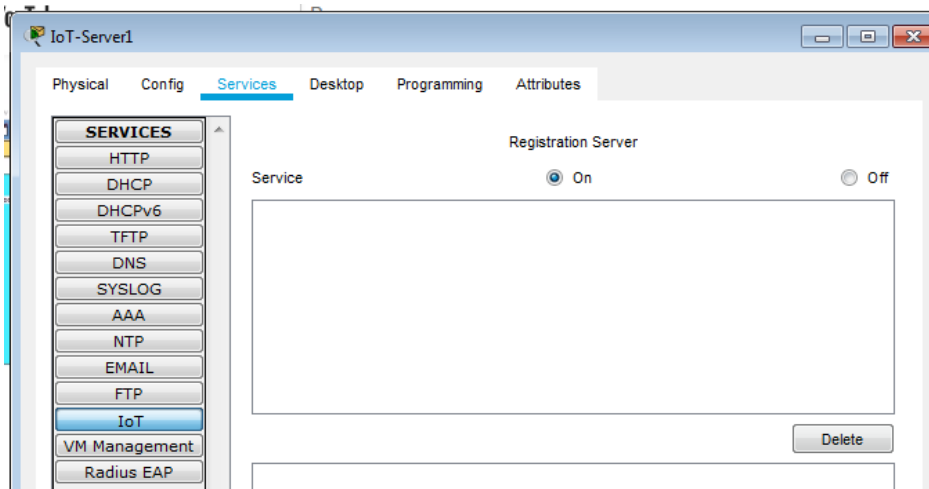 IoT-Server1
Physical Config Services Desktop Programming Attributes
SERVICES
HTTP
DHCP
DHCPv6
TFTP
DNS
SYSLOG
AAA
NTP
EMAIL
FTP
IoT
VM Management
Radius EAP
Registration Server
Service On Off
Delete